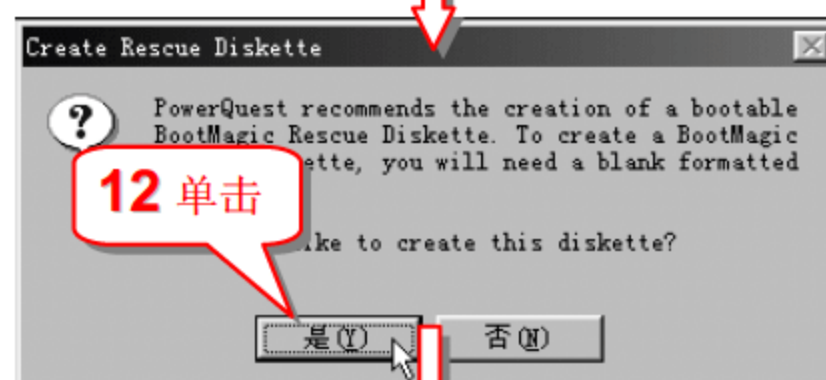 Create Rescue Diskette
PowerQuest recommends the creation of a bootable
BootMagic Rescue Diskette. To create a BootMagic
ette, you will need a blank formatted
12 单击
ke to create this diskette?
是(Y)
否(N)